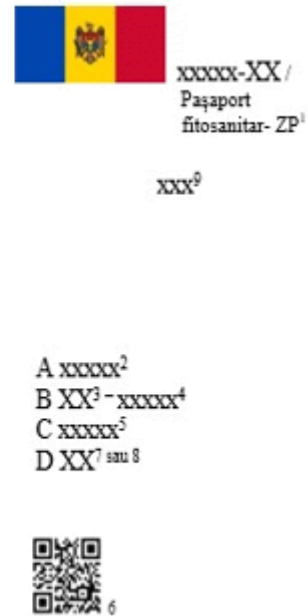 xxxxx-XX /
Paşaport
fitosanitar- ZP¹
xxx⁹
A xxxxx²
B XX³ – xxxxx⁴
C xxxxx⁵
D XX⁷ ˢᵃᵘ ⁸
6